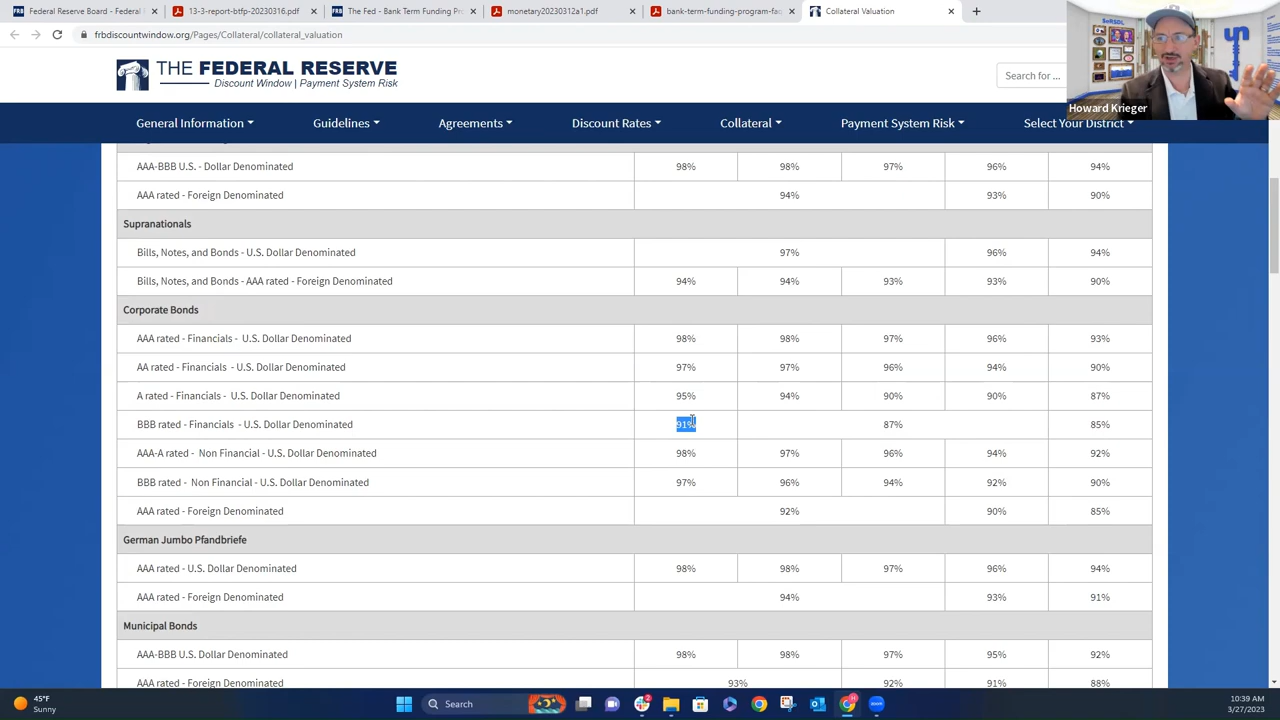 Federal Reserve Board - Federal
13-3-report-btfp-20230316.pdf
The Fed - Bank Term Funding Pro
monetary20230312a1.pdf
bank-term-funding-program-faq
Collateral Valuation
frbdiscountwindow.org/Pages/Collateral/collateral_valuation
THE FEDERAL RESERVE
Discount Window | Payment System Risk
Search for ...
SoRSOL
Howard Krieger
General Information Guidelines Agreements Discount Rates Collateral Payment System Risk Select Your District
AAA-BBB U.S. - Dollar Denominated 98% 98% 97% 96% 94%
AAA rated - Foreign Denominated 94% 93% 90%
Supranationals
Bills, Notes, and Bonds - U.S. Dollar Denominated 97% 96% 94%
Bills, Notes, and Bonds - AAA rated - Foreign Denominated 94% 94% 93% 93% 90%
Corporate Bonds
AAA rated - Financials - U.S. Dollar Denominated 98% 98% 97% 96% 93%
AA rated - Financials - U.S. Dollar Denominated 97% 97% 96% 94% 90%
A rated - Financials - U.S. Dollar Denominated 95% 94% 90% 90% 87%
BBB rated - Financials - U.S. Dollar Denominated 91% 87% 85%
AAA-A rated - Non Financial - U.S. Dollar Denominated 98% 97% 96% 94% 92%
BBB rated - Non Financial - U.S. Dollar Denominated 97% 96% 94% 92% 90%
AAA rated - Foreign Denominated 92% 90% 85%
German Jumbo Pfandbriefe
AAA rated - U.S. Dollar Denominated 98% 98% 97% 96% 94%
AAA rated - Foreign Denominated 94% 93% 91%
Municipal Bonds
AAA-BBB U.S. Dollar Denominated 98% 98% 97% 95% 92%
AAA rated - Foreign Denominated 93% 92% 91% 88%
45°F
Sunny
Search
2
10:39 AM
3/27/2023